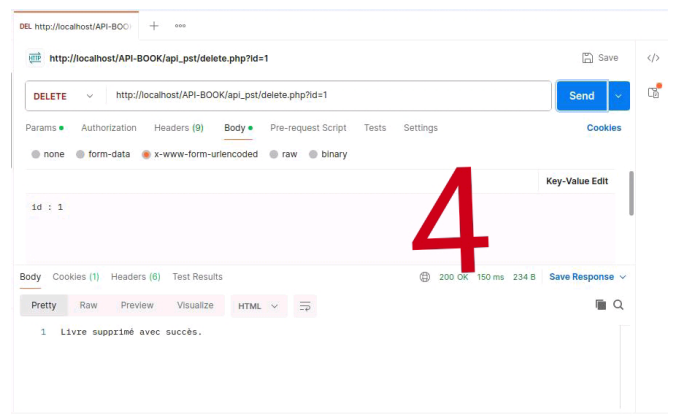 DEL http://localhost/API-BOO
HTTP http://localhost/API-BOOK/api_pst/delete.php?id=1
Save
DELETE http://localhost/API-BOOK/api_pst/delete.php?id=1 Send
Params Authorization Headers (9) Body Pre-request Script Tests Settings Cookies
none form-data x-www-form-urlencoded raw binary
Key-Value Edit
id : 1
4
Body Cookies (1) Headers (6) Test Results 200 OK 150 ms 234 B Save Response
Pretty Raw Preview Visualize HTML
1 Livre supprimé avec succès.